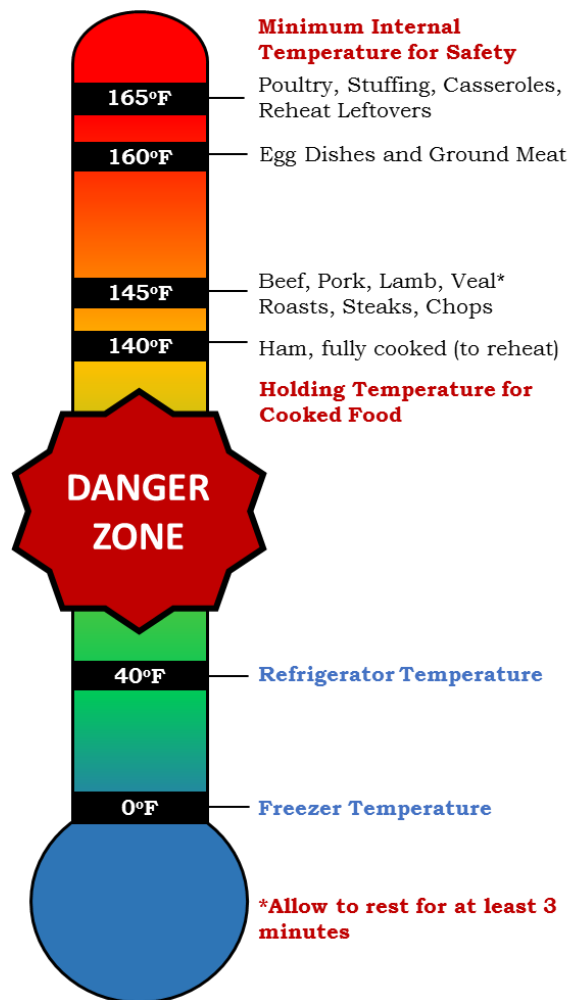 Minimum Internal
Temperature for Safety
165°F
Poultry, Stuffing, Casseroles,
Reheat Leftovers
160°F
Egg Dishes and Ground Meat
145°F
Beef, Pork, Lamb, Veal*
Roasts, Steaks, Chops
140°F
Ham, fully cooked (to reheat)
Holding Temperature for
Cooked Food
DANGER
ZONE
40°F
Refrigerator Temperature
0°F
Freezer Temperature
*Allow to rest for at least 3
minutes